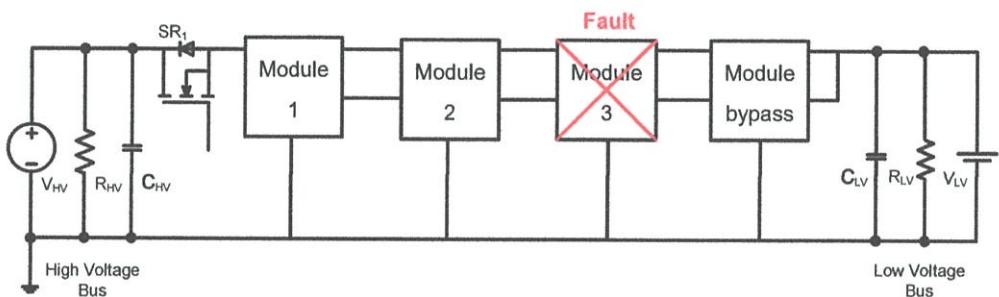 Fault
SR1
Module
1
Module
2
Module
3
Module
bypass
+
-
VHV
RHV
CHV
CLV
RLV
VLV
High Voltage
Bus
Low Voltage
Bus